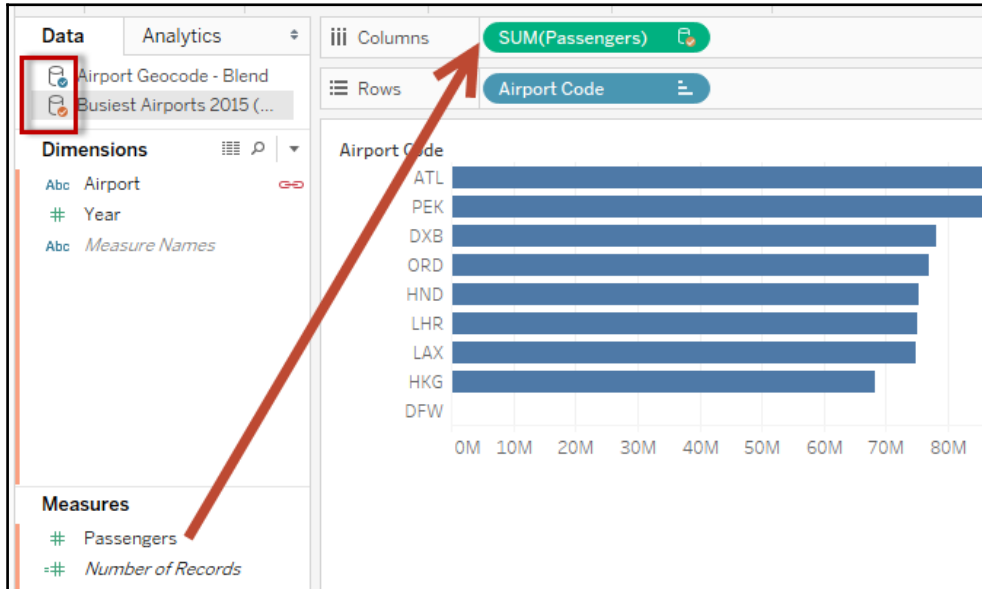 Data Analytics
Airport Geocode - Blend
Busiest Airports 2015 (...
Dimensions
Abc Airport
# Year
Abc Measure Names
Measures
# Passengers
=# Number of Records
iii Columns SUM(Passengers)
Rows Airport Code
Airport Code
ATL
PEK
DXB
ORD
HND
LHR
LAX
HKG
DFW
0M 10M 20M 30M 40M 50M 60M 70M 80M